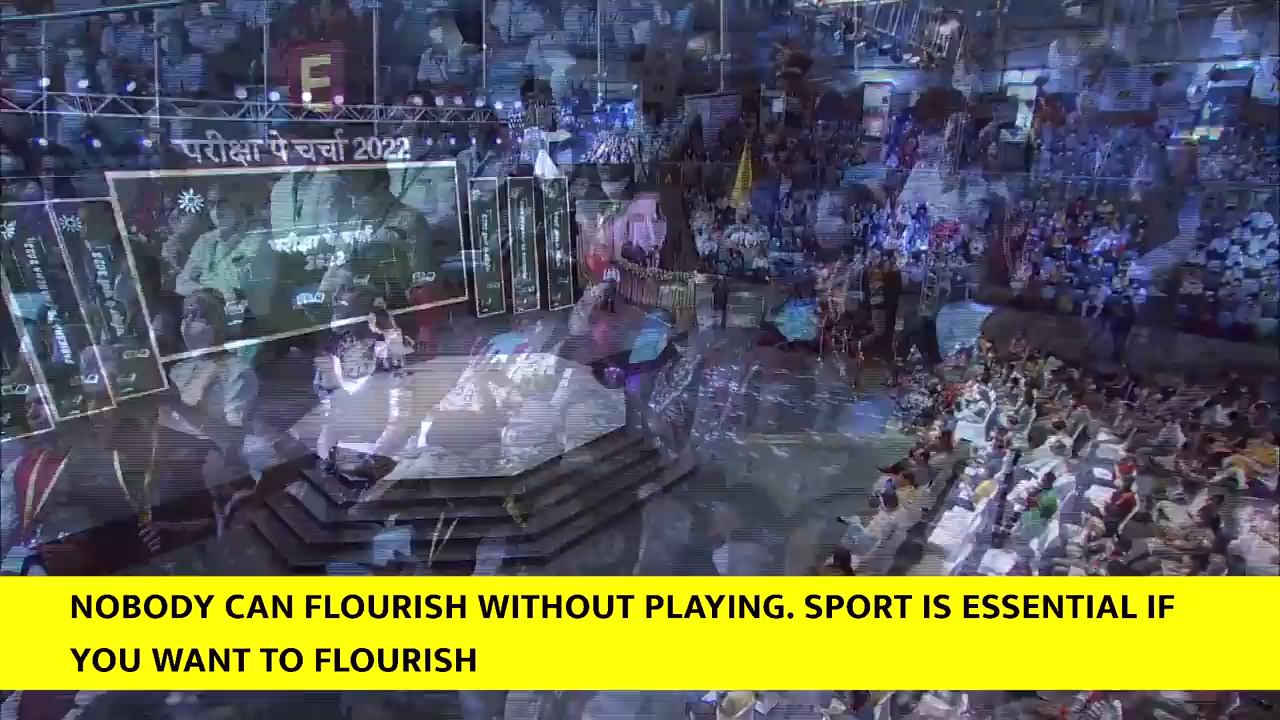 E
परीक्षा पे चर्चा 2022
NOBODY CAN FLOURISH WITHOUT PLAYING. SPORT IS ESSENTIAL IF
YOU WANT TO FLOURISH